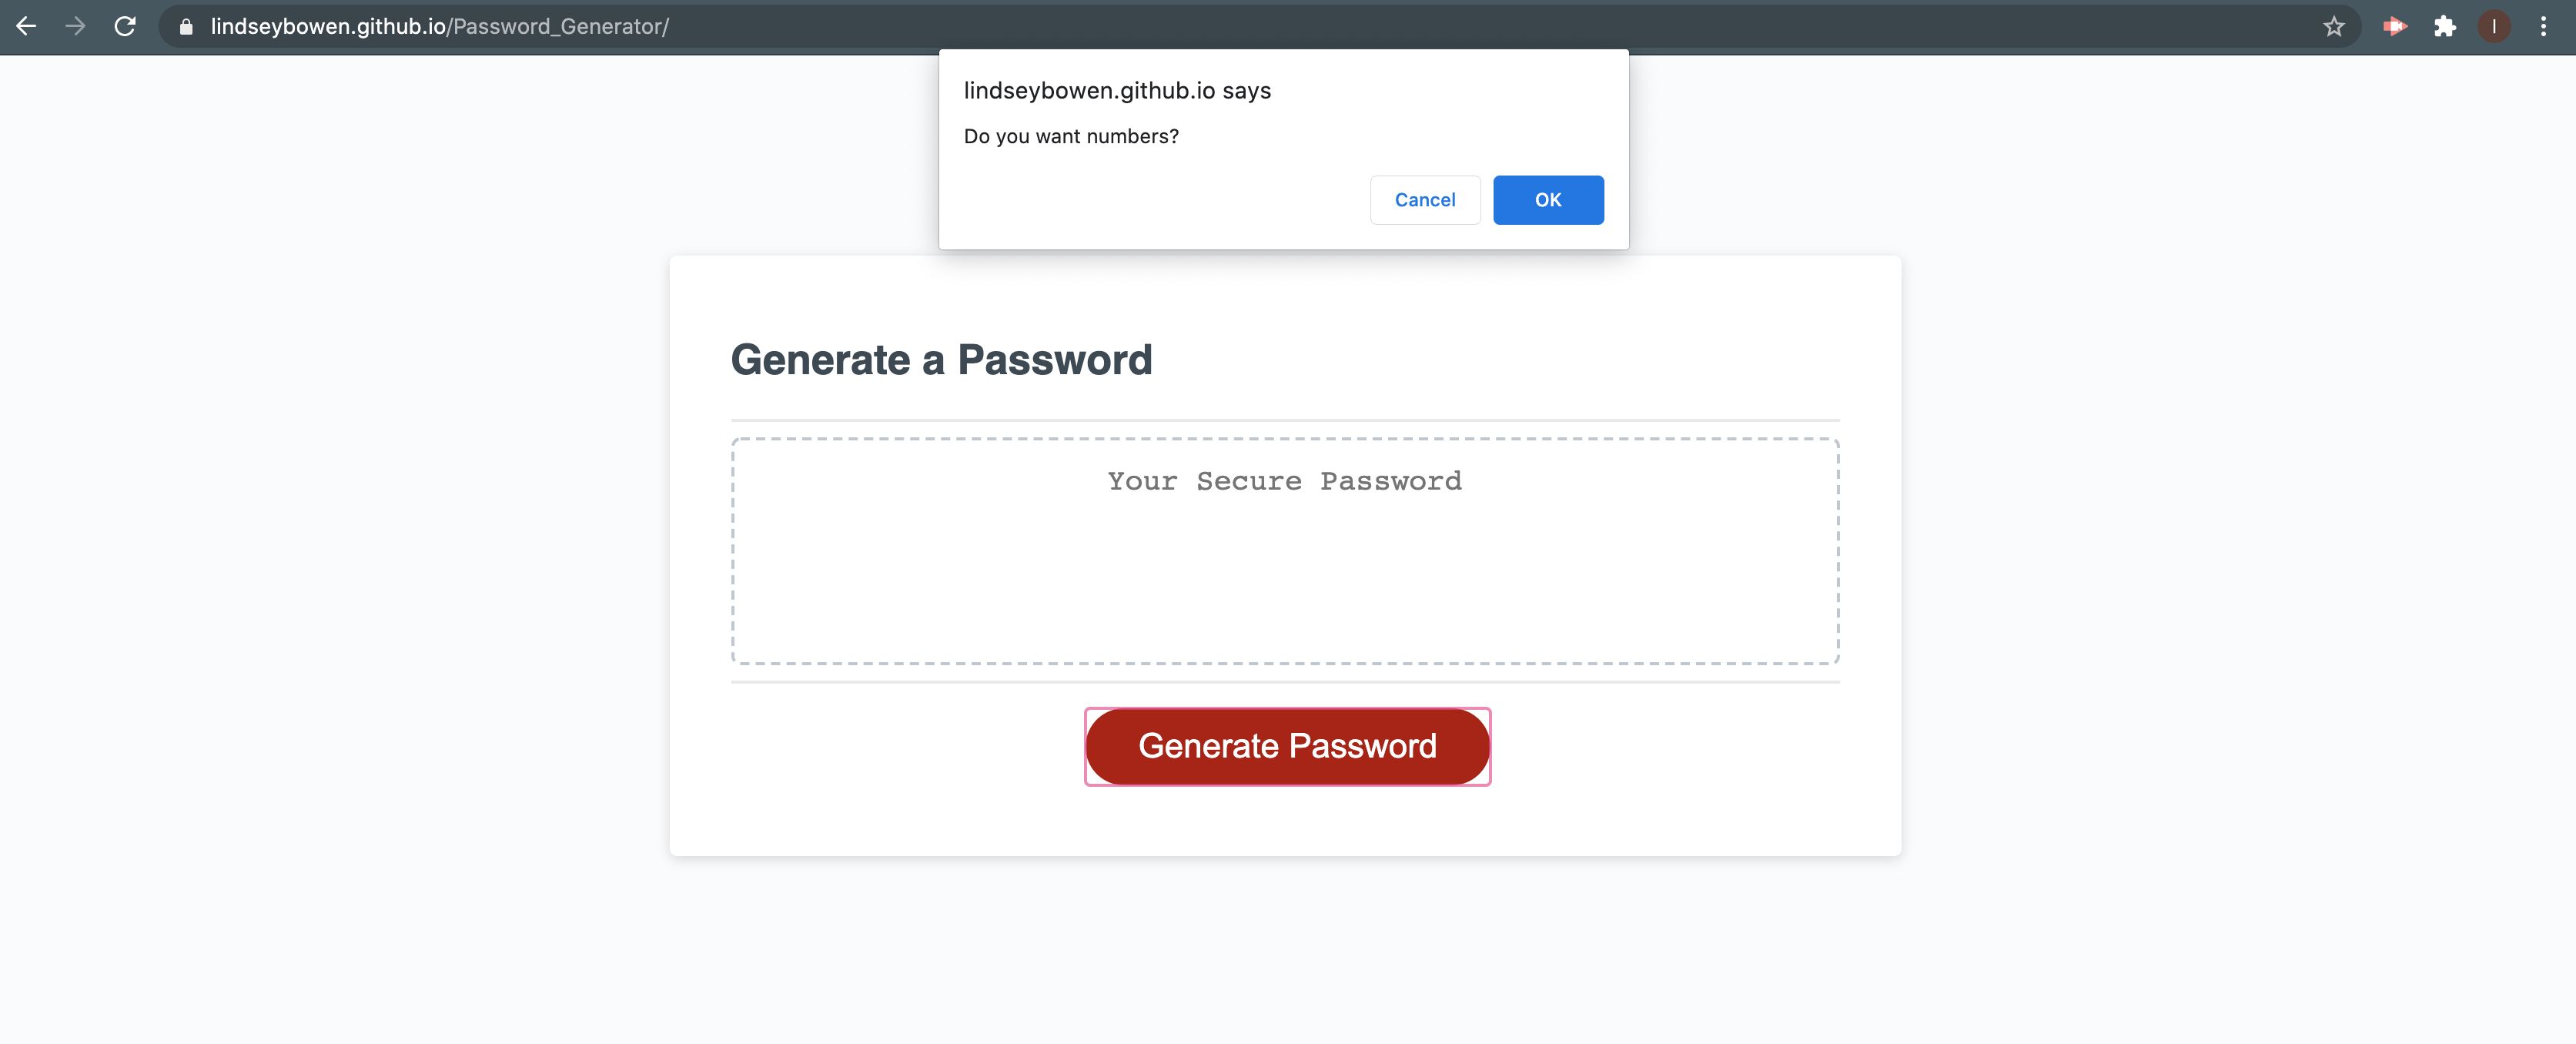 lindseybowen.github.io/Password_Generator/
I
lindseybowen.github.io says
Do you want numbers?
Cancel OK
Generate a Password
Your Secure Password
Generate Password